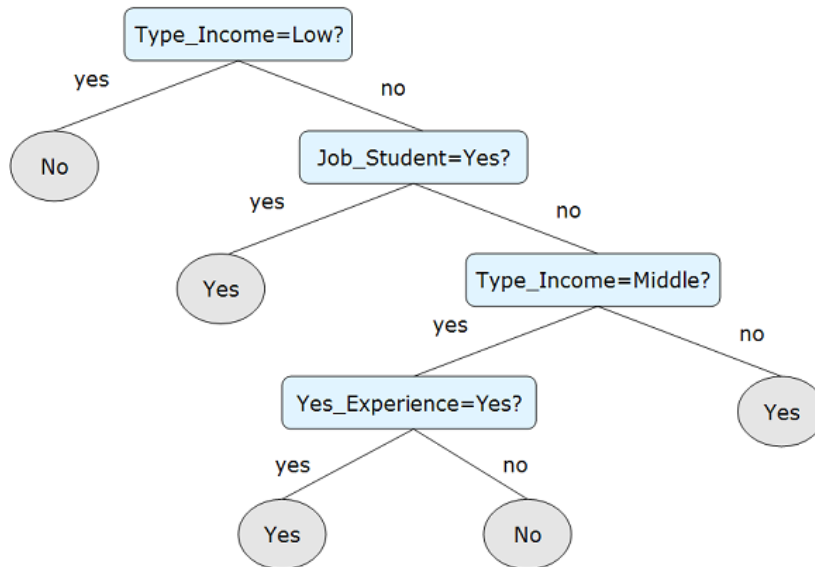 Type_Income=Low?
yes
no
No
Job_Student=Yes?
yes
no
Yes
Type_Income=Middle?
yes
no
Yes_Experience=Yes?
Yes
yes
no
Yes
No